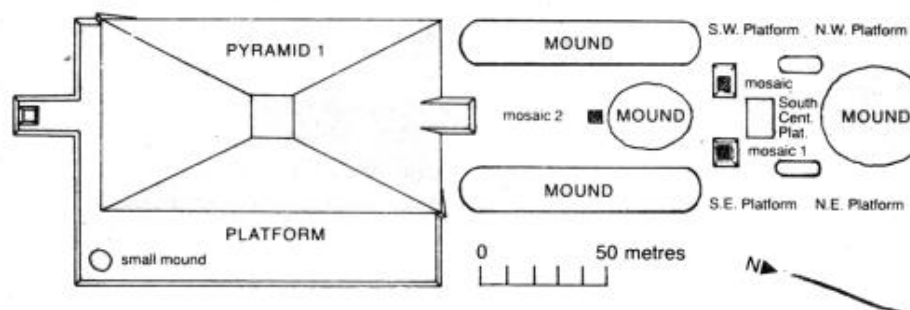 PYRAMID 1
PLATFORM
small mound
MOUND
mosaic 2
MOUND
MOUND
S.W. Platform
N.W. Platform
mosaic
South
Cent.
Plat.
MOUND
mosaic 1
S.E. Platform
N.E. Platform
0 50 metres
N